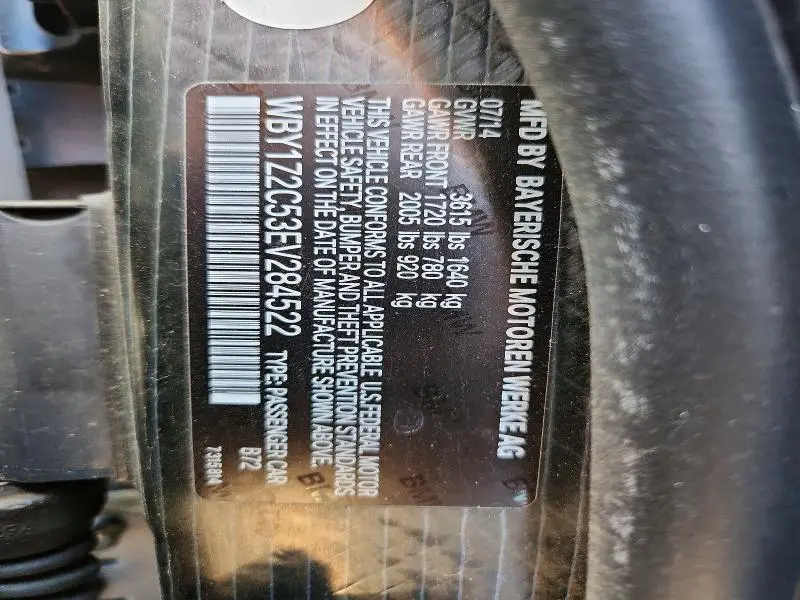 MFD BY BAYERISCHE MOTOREN WERKE AG
07/14
GVWR 3615 lbs 1640 kg
GAWR FRONT 1720 lbs 780 kg
GAWR REAR 2005 lbs 920 kg
THIS VEHICLE CONFORMS TO ALL APPLICABLE U.S.FEDERAL MOTOR
VEHICLE SAFETY, BUMPER AND THEFT PREVENTION STANDARDS
IN EFFECT ON THE DATE OF MANUFACTURE SHOWN ABOVE.
WBY1Z2C53EV284522 TYPE: PASSENGER CAR
B72